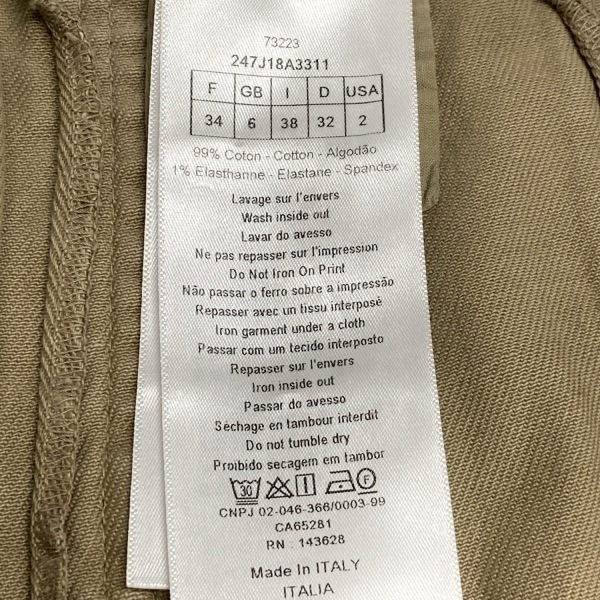 73223
247J18A3311
F GB I D USA
34 6 38 32 2
99% Coton - Cotton - Algodão
1% Elasthanne - Elastane - Spandex
Lavage sur l'envers
Wash inside out
Lavar do avesso
Ne pas repasser sur l'impression
Do Not Iron On Print
Não passar o ferro sobre a impressão
Repasser avec un tissu interposé
Iron garment under a cloth
Passar com um tecido interposto
Repasser sur l'envers
Iron inside out
Passar do avesso
Séchage en tambour interdit
Do not tumble dry
Proibido secagem em tambor
30 F
CNPJ 02-046-366/0003-99
CA65281
RN : 143628
Made In ITALY
ITALIA